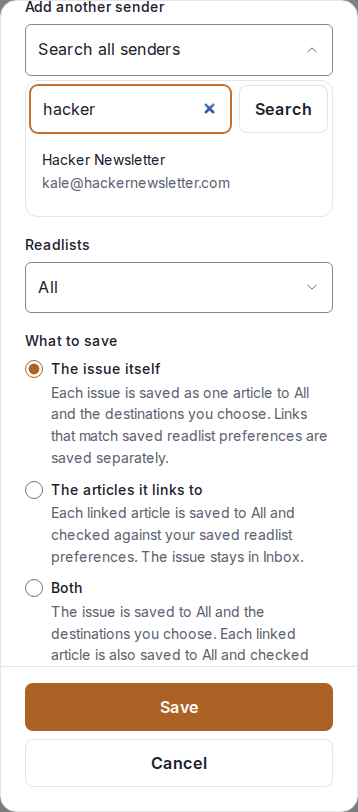 Add another sender
Search all senders
hacker
Search
Hacker Newsletter
kale@hackernewsletter.com
Readlists
All
What to save
The issue itself
Each issue is saved as one article to All
and the destinations you choose. Links
that match saved readlist preferences are
saved separately.
The articles it links to
Each linked article is saved to All and
checked against your saved readlist
preferences. The issue stays in Inbox.
Both
The issue is saved to All and the
destinations you choose. Each linked
article is also saved to All and checked
Save
Cancel